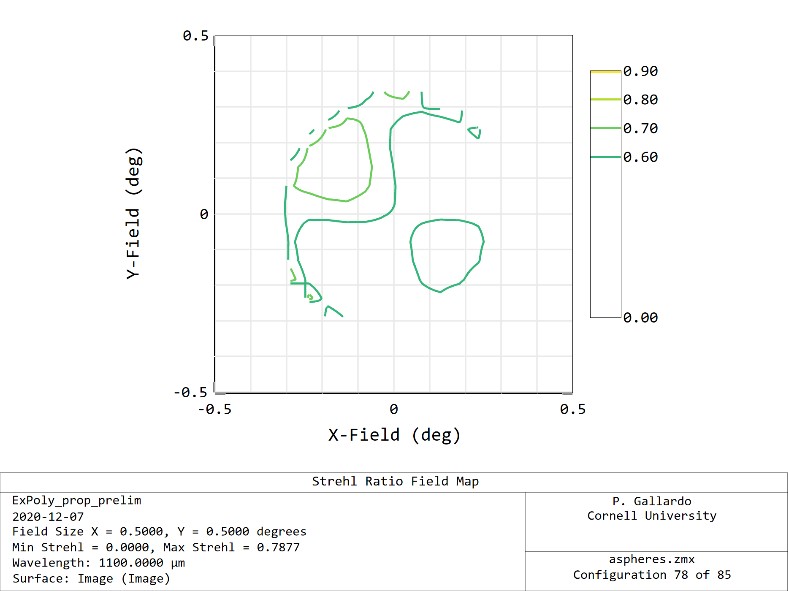 0.5
0
-0.5
Y-Field (deg)
-0.5
0
0.5
X-Field (deg)
0.90
0.80
0.70
0.60
0.00
Strehl Ratio Field Map
ExPoly_prop_prelim
2020-12-07
Field Size X = 0.5000, Y = 0.5000 degrees
Min Strehl = 0.0000, Max Strehl = 0.7877
Wavelength: 1100.0000 µm
Surface: Image (Image)
P. Gallardo
Cornell University
aspheres.zmx
Configuration 78 of 85